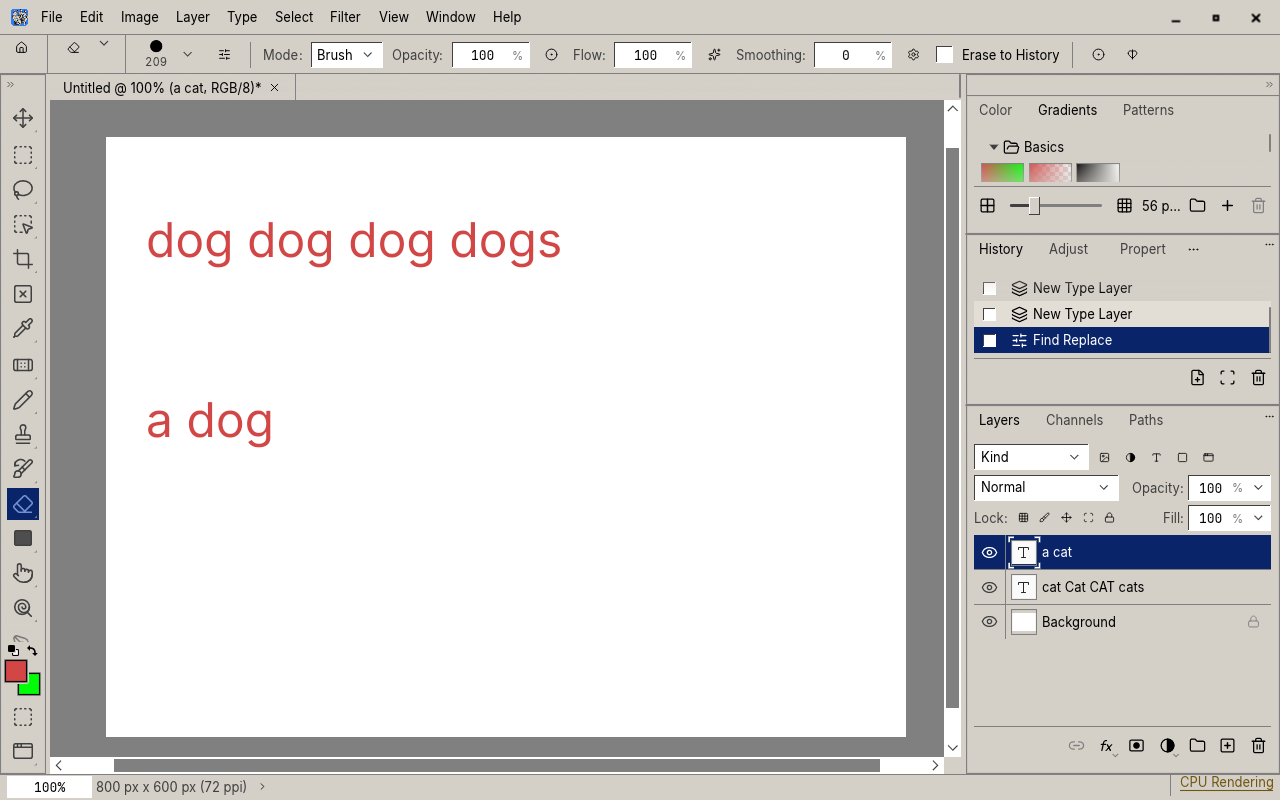 File Edit Image Layer Type Select Filter View Window Help
209 Mode: Brush Opacity: 100 % Flow: 100 % Smoothing: 0 % Erase to History
Untitled @ 100% (a cat, RGB/8)*
dog dog dog dogs
a dog
Color Gradients Patterns
Basics
56 p...
History Adjust Propert
New Type Layer
New Type Layer
Find Replace
Layers Channels Paths
Kind
Normal Opacity: 100 %
Lock: Fill: 100 %
a cat
cat Cat CAT cats
Background
100% 800 px x 600 px (72 ppi) CPU Rendering